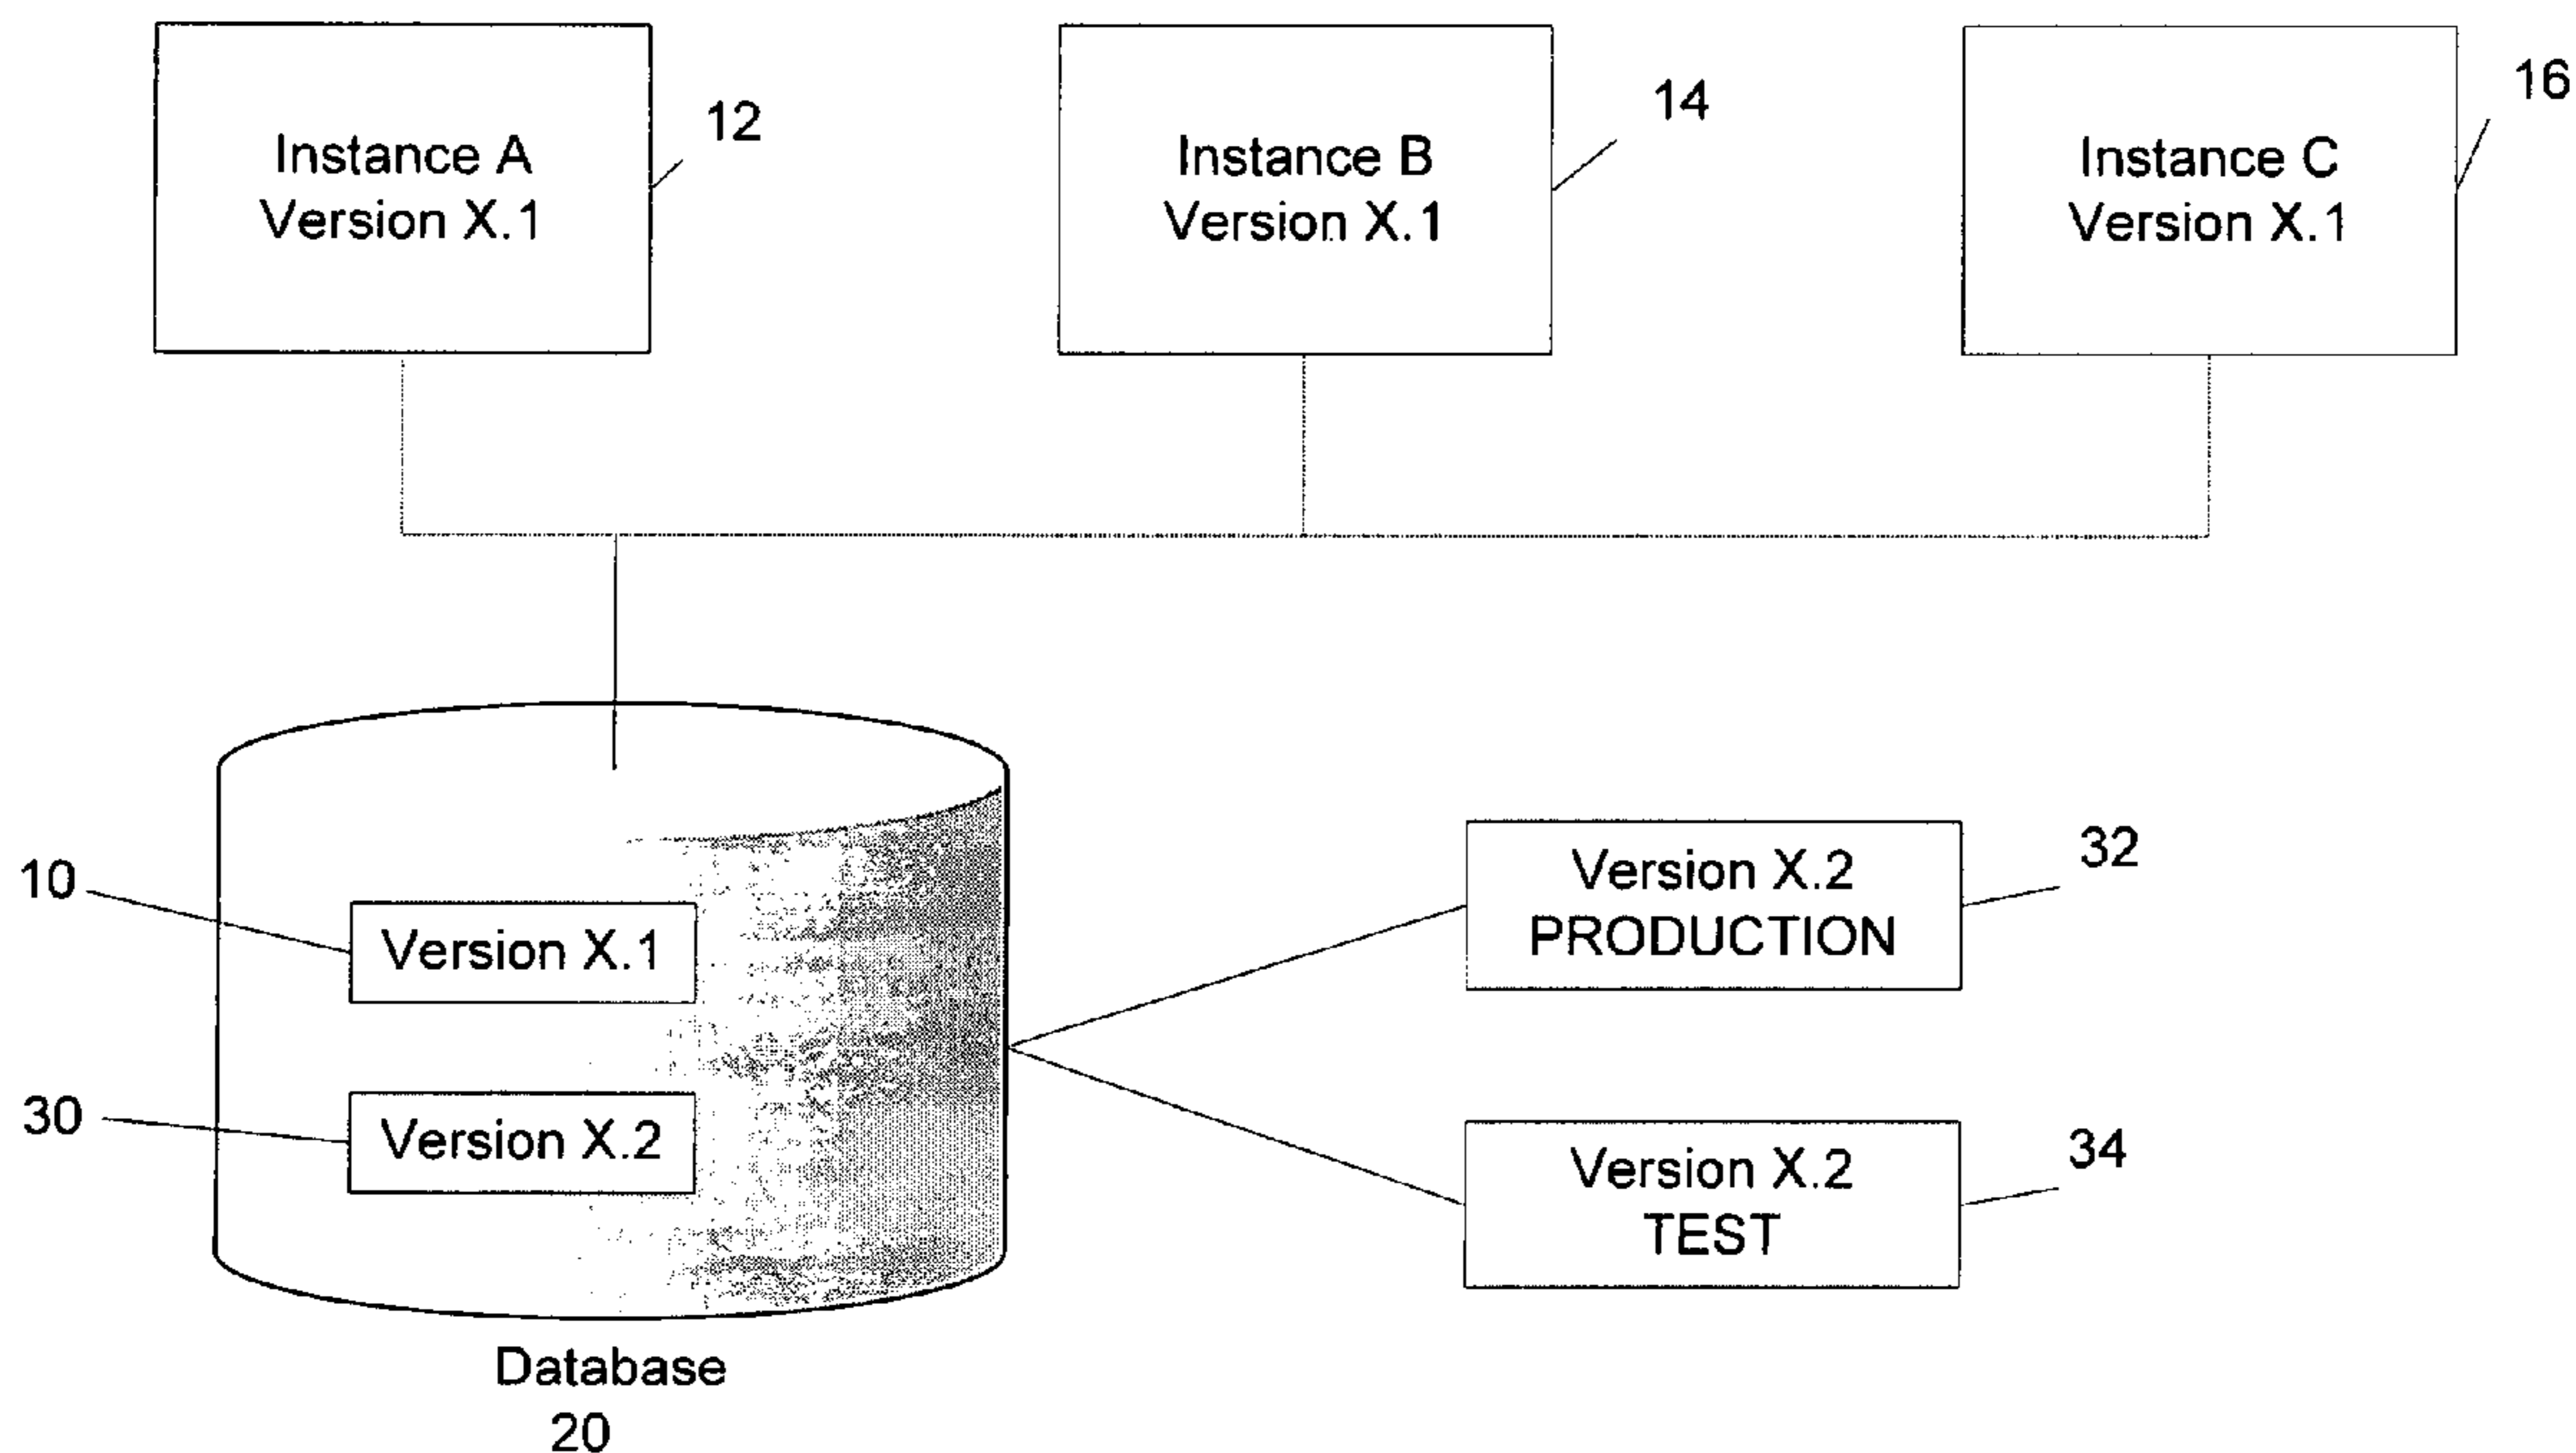 Instance A
Version X.1
12
Instance B
Version X.1
14
Instance C
Version X.1
16
10
Version X.1
30
Version X.2
Version X.2
PRODUCTION
32
Version X.2
TEST
34
Database
20